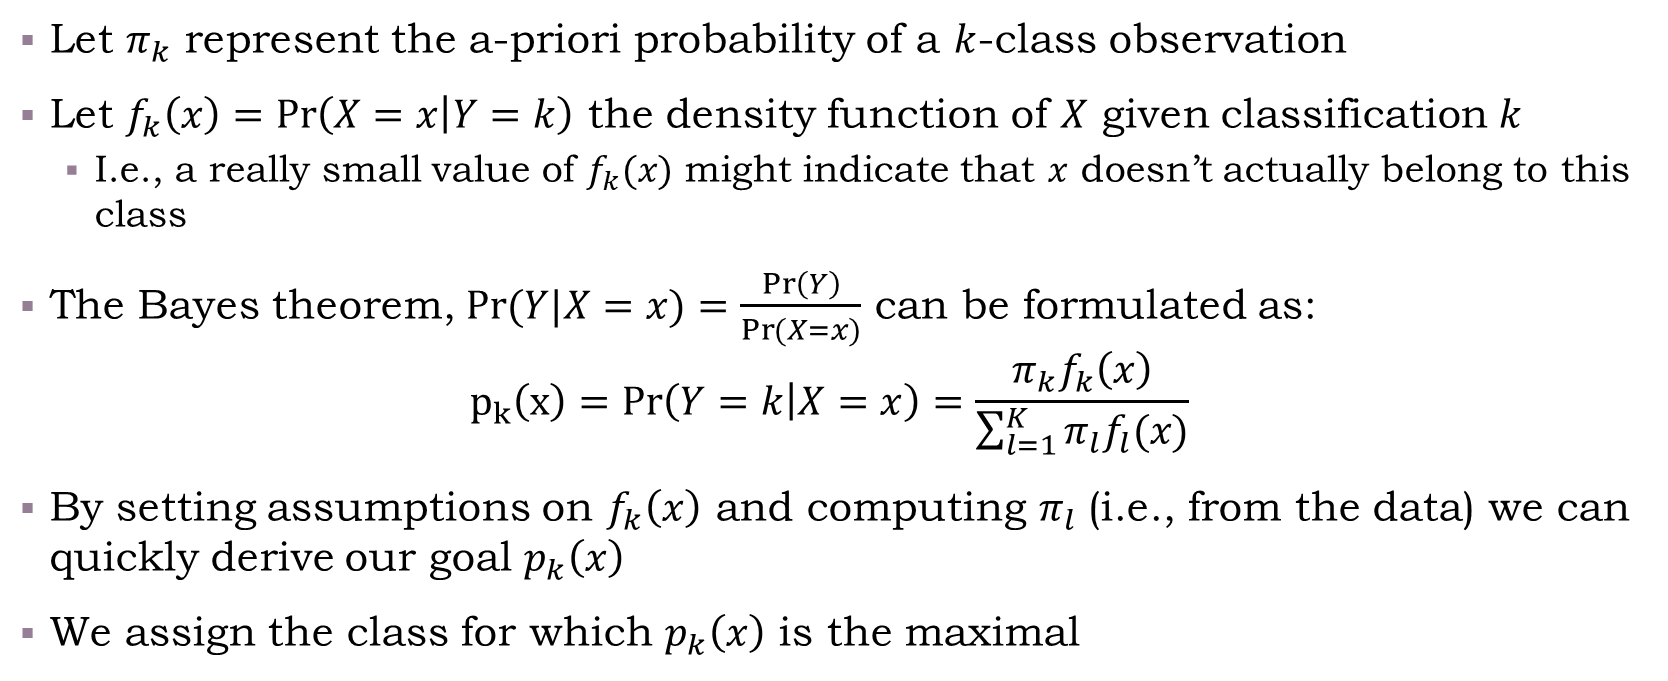 ▪ Let πₖ represent the a-priori probability of a k-class observation
▪ Let fₖ(x) = Pr(X = x|Y = k) the density function of X given classification k
▪ I.e., a really small value of fₖ(x) might indicate that x doesn’t actually belong to this
class
▪ The Bayes theorem, Pr(Y|X = x) = Pr(Y)/Pr(X=x) can be formulated as:
pₖ(x) = Pr(Y = k|X = x) = πₖfₖ(x)/∑ₗ₌₁ᴷ πₗfₗ(x)
▪ By setting assumptions on fₖ(x) and computing πₗ (i.e., from the data) we can
quickly derive our goal pₖ(x)
▪ We assign the class for which pₖ(x) is the maximal